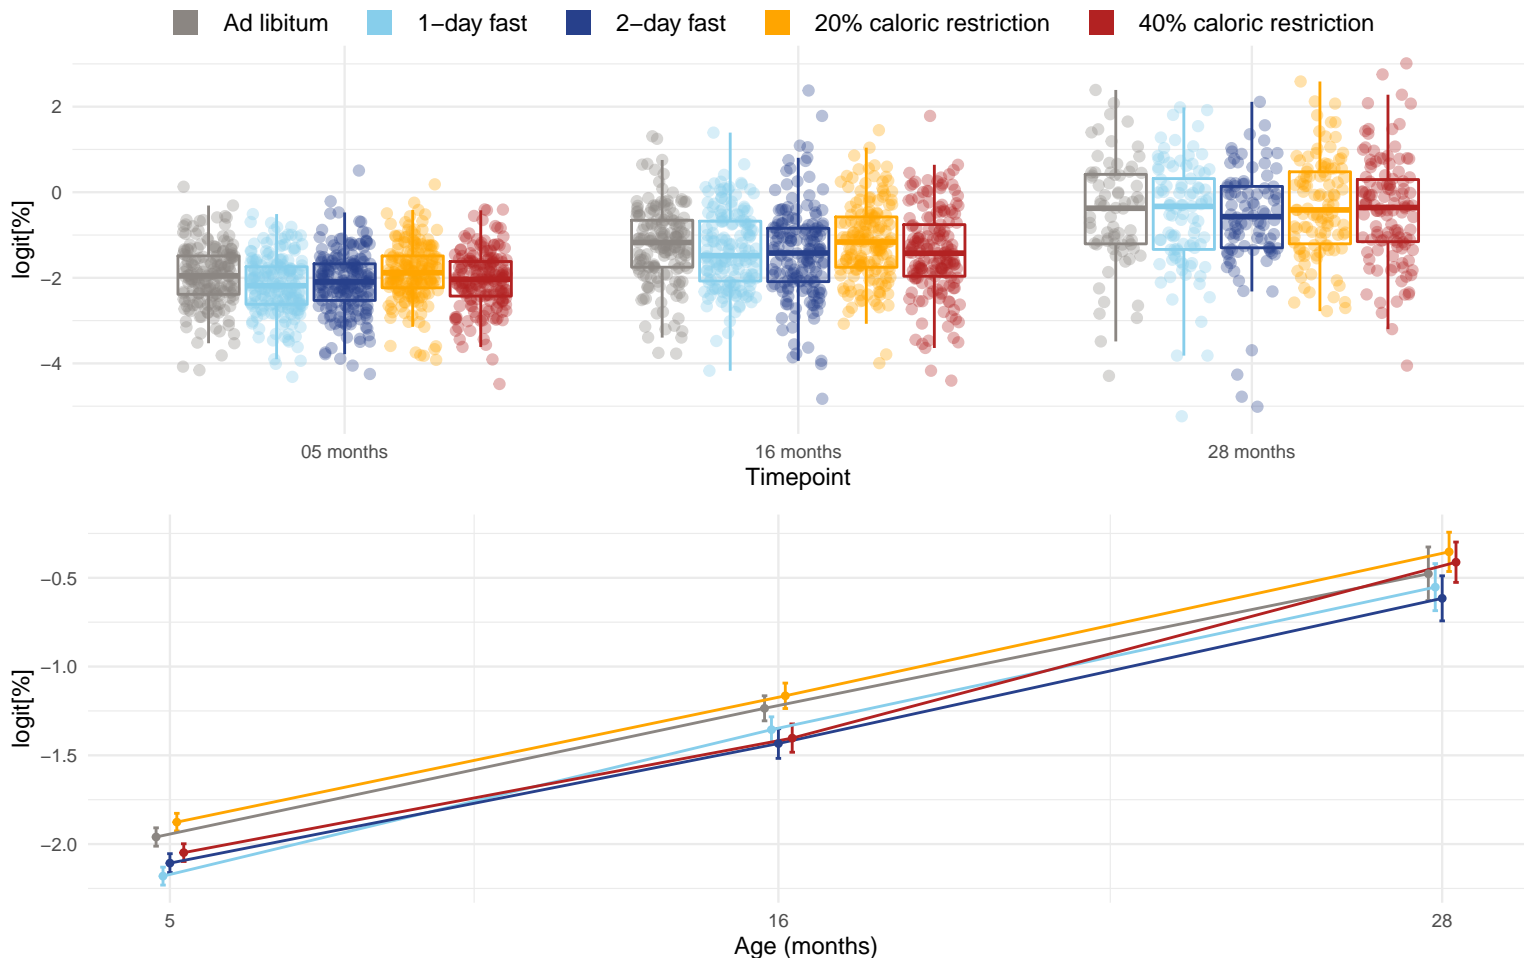 Ad libitum 1−day fast 2−day fast 20% caloric restriction 40% caloric restriction
logit[%]
2
0
−2
−4
05 months 16 months 28 months
Timepoint
logit[%]
−0.5
−1.0
−1.5
−2.0
5 16 28
Age (months)